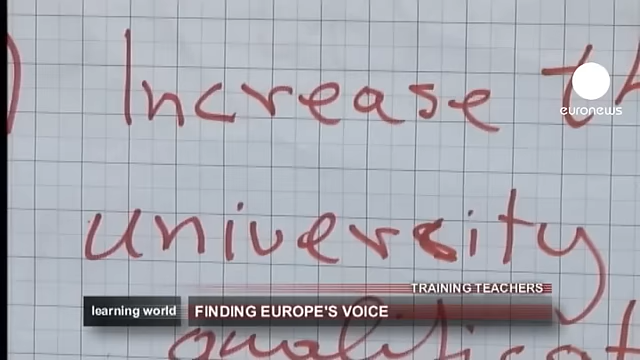 Increase
euronews
university
TRAINING TEACHERS
learning world
FINDING EUROPE'S VOICE